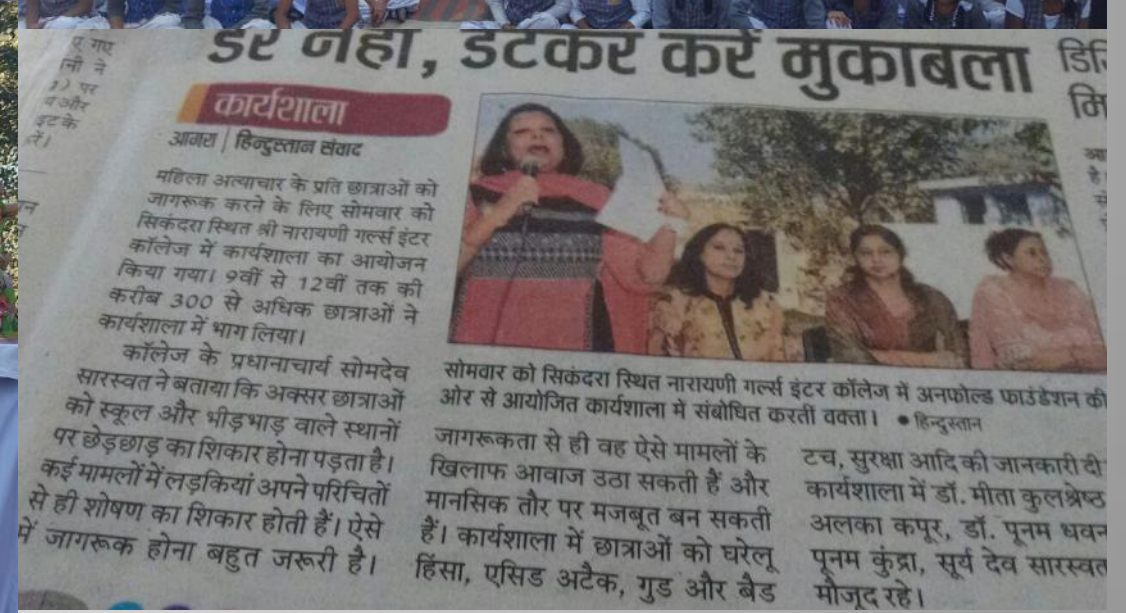 डरें नहीं, डटकर करें मुकाबला
कार्यशाला
आगरा | हिन्दुस्तान संवाद
महिला अत्याचार के प्रति छात्राओं को
जागरूक करने के लिए सोमवार को
सिकंदरा स्थित श्री नारायणी गर्ल्स इंटर
कॉलेज में कार्यशाला का आयोजन
किया गया। 9वीं से 12वीं तक की
करीब 300 से अधिक छात्राओं ने
कार्यशाला में भाग लिया।
कॉलेज के प्रधानाचार्य सोमदेव
सारस्वत ने बताया कि अक्सर छात्राओं
को स्कूल और भीड़भाड़ वाले स्थानों
पर छेड़छाड़ का शिकार होना पड़ता है।
कई मामलों में लड़कियां अपने परिचितों
से ही शोषण का शिकार होती हैं। ऐसे
में जागरूक होना बहुत जरूरी है।
सोमवार को सिकंदरा स्थित नारायणी गर्ल्स इंटर कॉलेज में अनफोल्ड फाउंडेशन की
ओर से आयोजित कार्यशाला में संबोधित करती वक्ता। ● हिन्दुस्तान
जागरूकता से ही वह ऐसे मामलों के
खिलाफ आवाज उठा सकती हैं और
मानसिक तौर पर मजबूत बन सकती
हैं। कार्यशाला में छात्राओं को घरेलू
हिंसा, एसिड अटैक, गुड और बैड
टच, सुरक्षा आदि की जानकारी दी
कार्यशाला में डॉ. मीता कुलश्रेष्ठ
अलका कपूर, डॉ. पूनम धवन
पूनम कुंद्रा, सूर्य देव सारस्वत
मौजूद रहे।